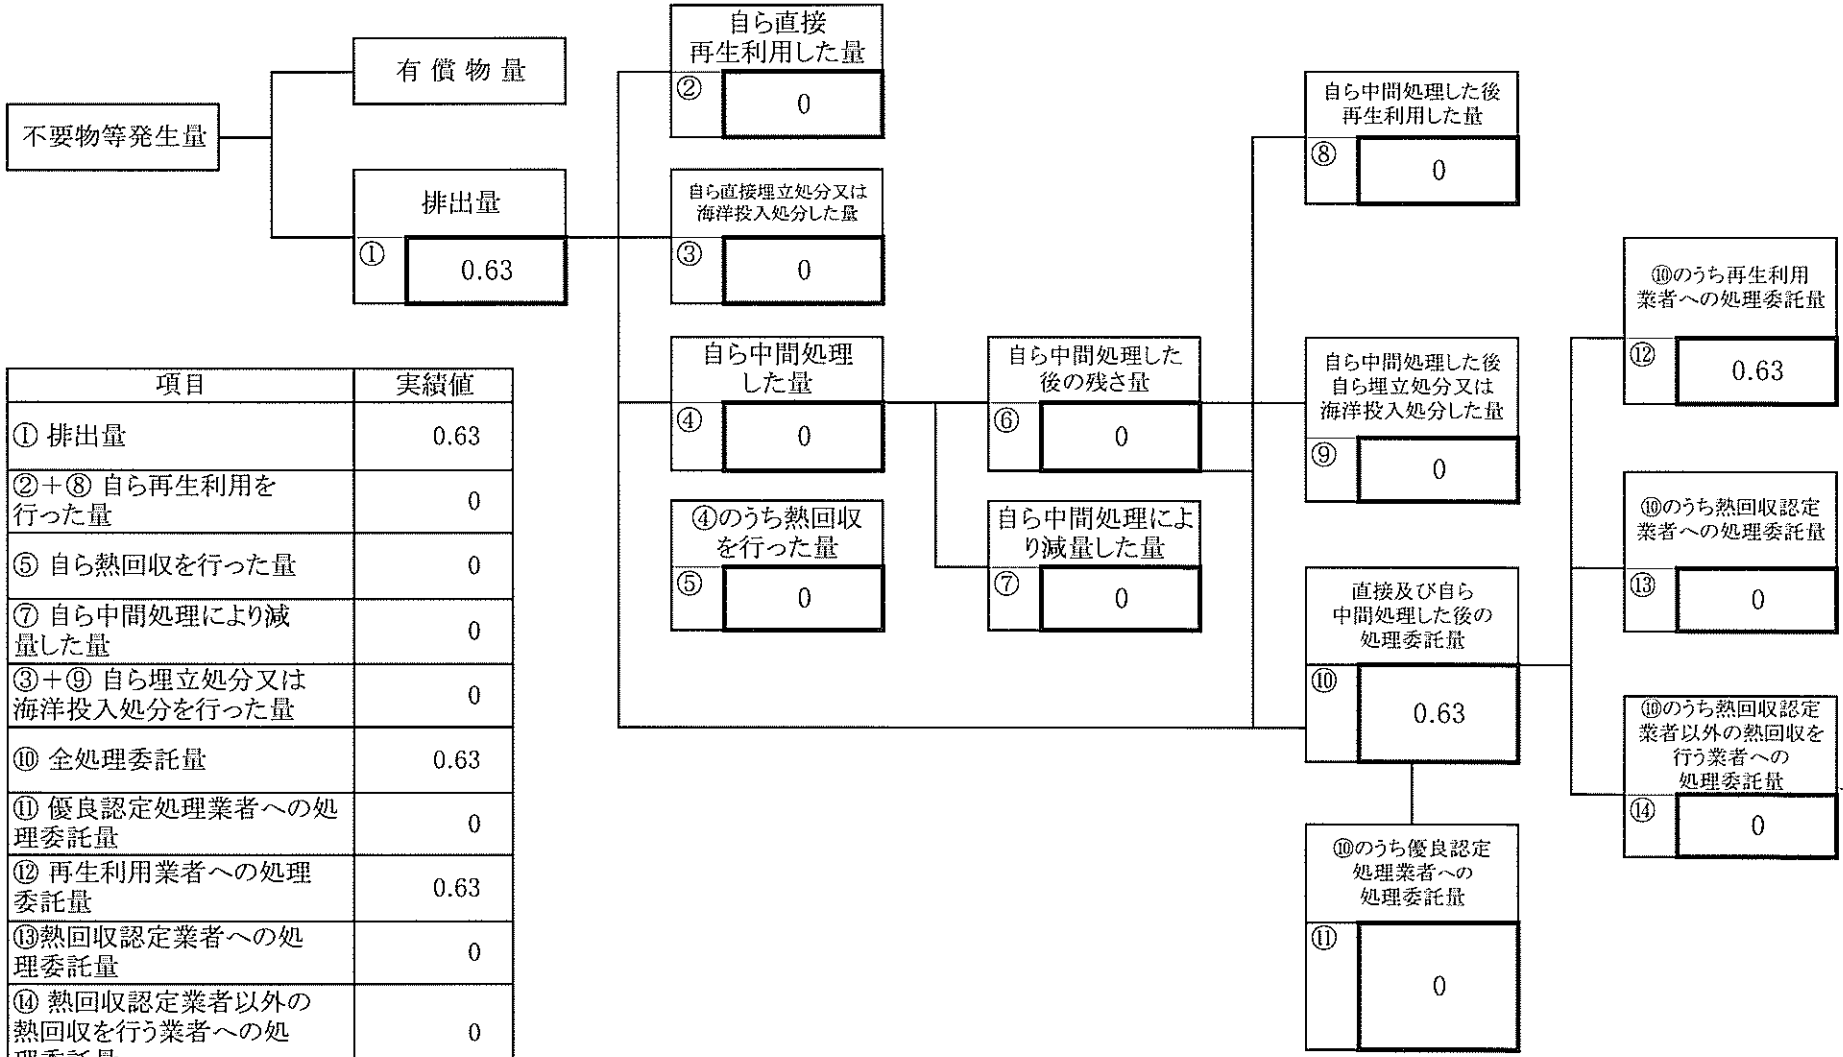 不要物等発生量
有償物量
排出量
①
0.63
自ら直接
再生利用した量
②
0
自ら直接埋立処分又は
海洋投入処分した量
③
0
自ら中間処理
した量
④
0
④のうち熱回収
を行った量
⑤
0
自ら中間処理した
後の残さ量
⑥
0
自ら中間処理によ
り減量した量
⑦
0
自ら中間処理した後
再生利用した量
⑧
0
自ら中間処理した後
自ら埋立処分又は
海洋投入処分した量
⑨
0
直接及び自ら
中間処理した後の
処理委託量
⑩
0.63
⑩のうち優良認定
処理業者への
処理委託量
⑪
0
⑩のうち再生利用
業者への処理委託量
⑫
0.63
⑩のうち熱回収認定
業者への処理委託量
⑬
0
⑩のうち熱回収認定
業者以外の熱回収を
行う業者への
処理委託量
⑭
0
項目 実績値
① 排出量 0.63
②+⑧ 自ら再生利用を
行った量 0
⑤ 自ら熱回収を行った量 0
⑦ 自ら中間処理により減
量した量 0
③+⑨ 自ら埋立処分又は
海洋投入処分を行った量 0
⑩ 全処理委託量 0.63
⑪ 優良認定処理業者への処
理委託量 0
⑫ 再生利用業者への処理
委託量 0.63
⑬熱回収認定業者への処
理委託量 0
⑭ 熱回収認定業者以外の
熱回収を行う業者への処 0